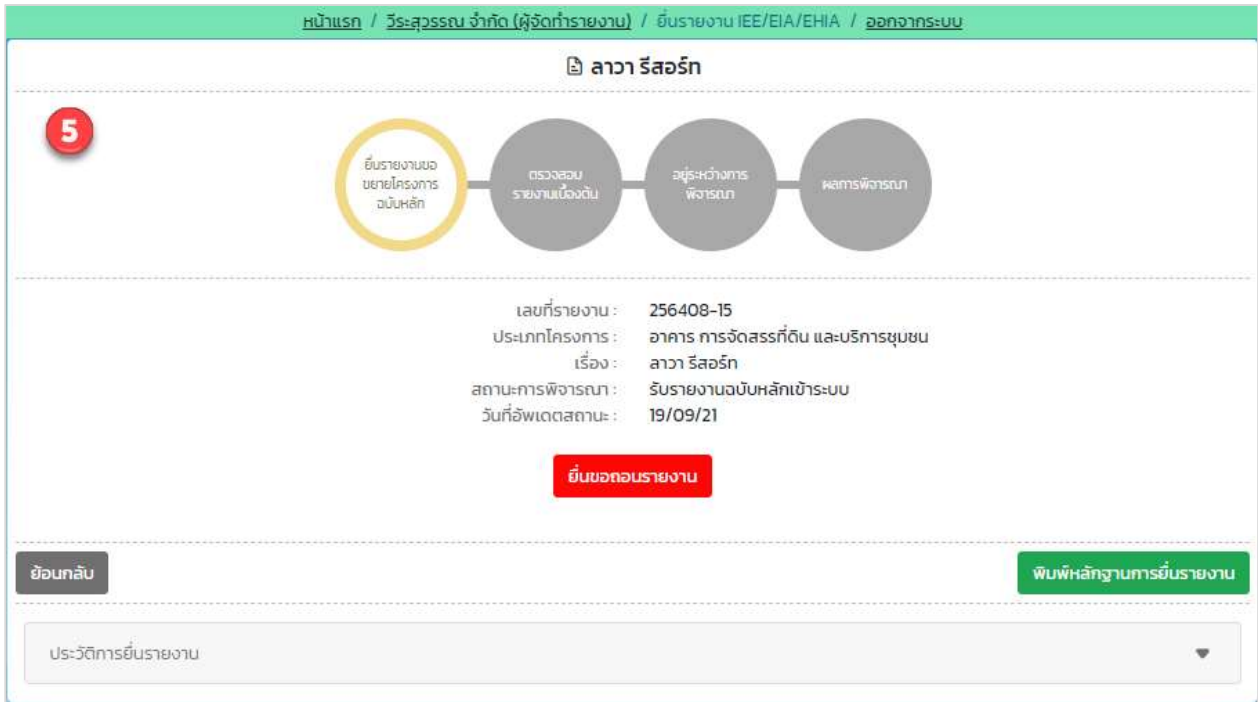 หน้าแรก / วีระสุวรรณ จำกัด (ผู้จัดทำรายงาน) / ยื่นรายงาน IEE/EIA/EHIA / ออกจากระบบ
ลาวา รีสอร์ท
5
ยื่นรายงานขอ
ขยายโครงการ
ฉบับหลัก
ตรวจสอบ
รายงานเบื้องต้น
อยู่ระหว่างการ
พิจารณา
ผลการพิจารณา
เลขที่รายงาน : 256408-15
ประเภทโครงการ : อาคาร การจัดสรรที่ดิน และบริการชุมชน
เรื่อง : ลาวา รีสอร์ท
สถานะการพิจารณา : รับรายงานฉบับหลักเข้าระบบ
วันที่อัพเดตสถานะ : 19/09/21
ยื่นขอถอนรายงาน
ย้อนกลับ
พิมพ์หลักฐานการยื่นรายงาน
ประวัติการยื่นรายงาน